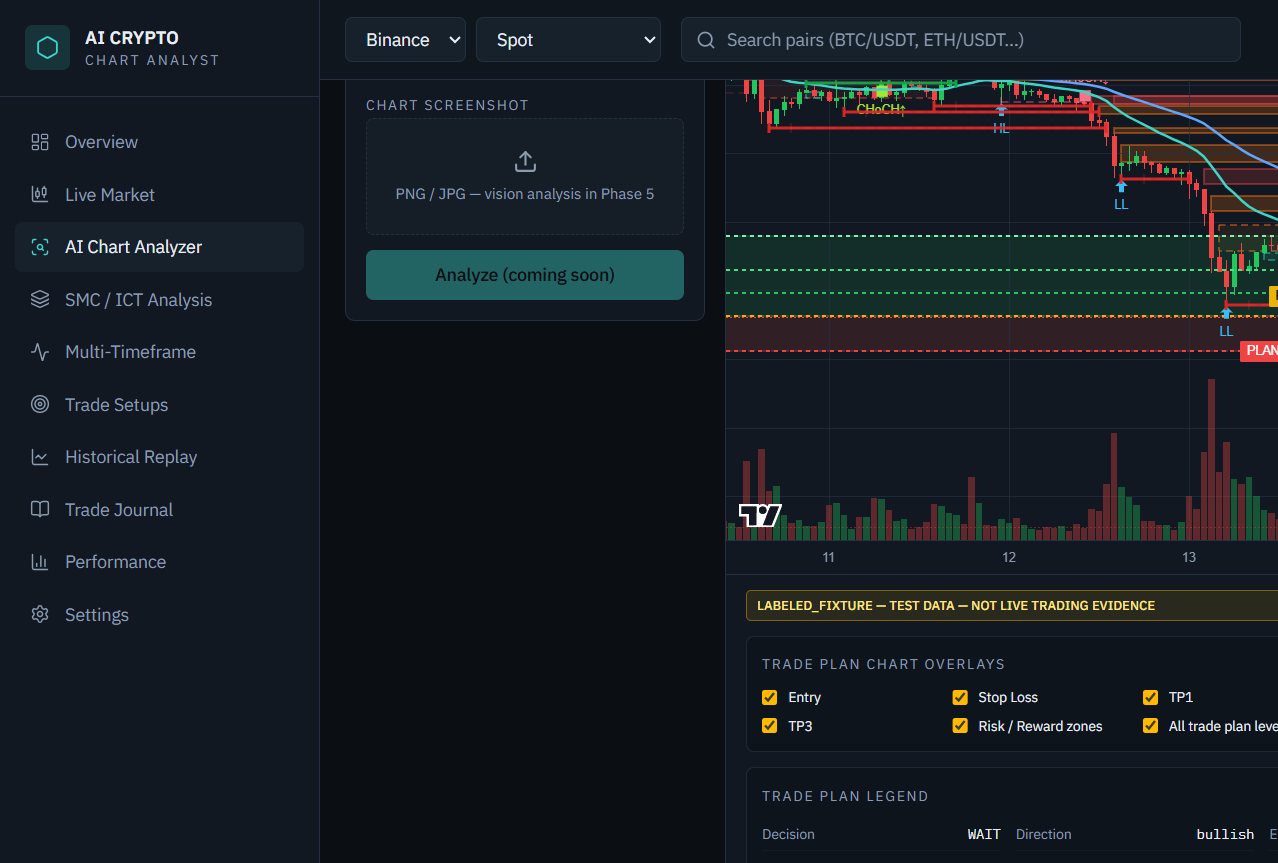 AI CRYPTO
CHART ANALYST
Binance
Spot
Search pairs (BTC/USDT, ETH/USDT...)
Overview
Live Market
AI Chart Analyzer
SMC / ICT Analysis
Multi-Timeframe
Trade Setups
Historical Replay
Trade Journal
Performance
Settings
CHART SCREENSHOT
PNG / JPG — vision analysis in Phase 5
Analyze (coming soon)
CHoCH↑
HL
LL
LL
PLAN
11 12 13
LABELED_FIXTURE — TEST DATA — NOT LIVE TRADING EVIDENCE
TRADE PLAN CHART OVERLAYS
Entry Stop Loss TP1
TP3 Risk / Reward zones All trade plan leve
TRADE PLAN LEGEND
Decision WAIT Direction bullish E